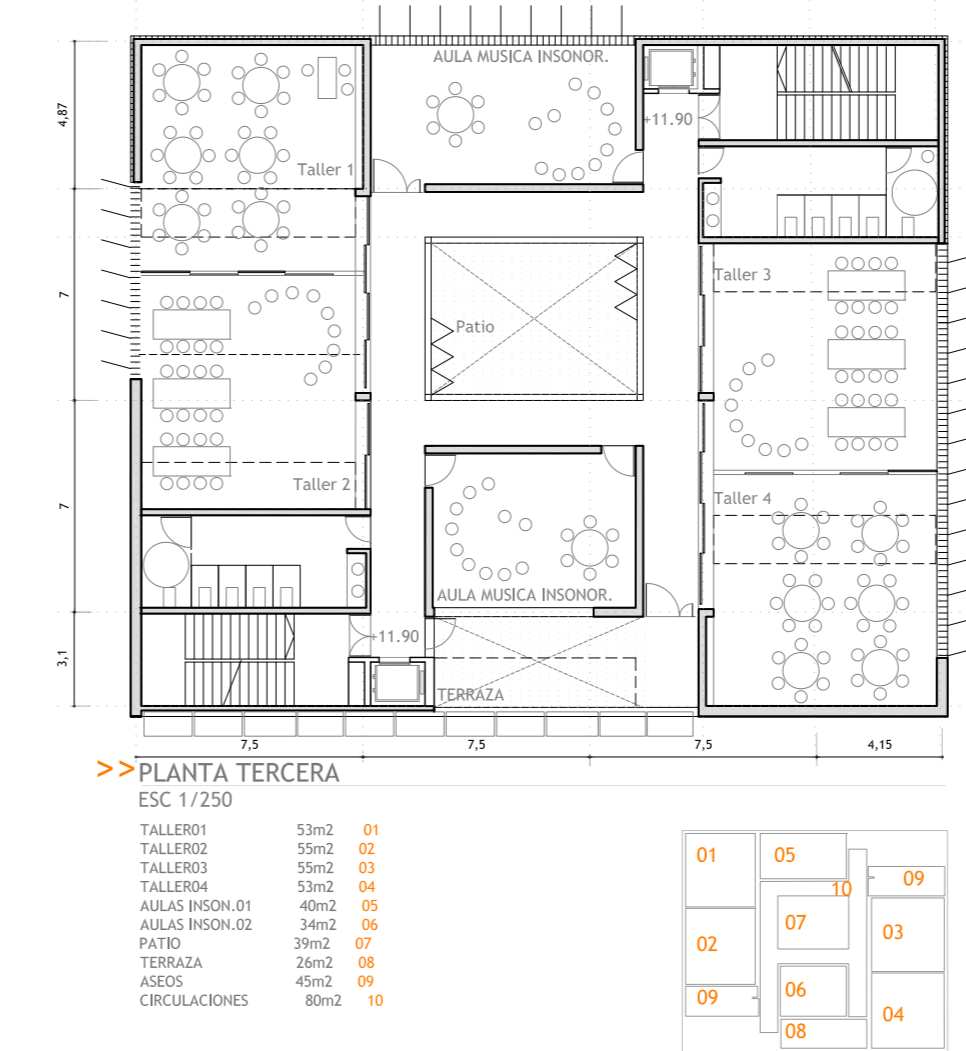 AULA MUSICA INSONOR.
4,87
+11.90
Taller 1
Taller 3
7
Patio
Taller 2
Taller 4
7
AULA MUSICA INSONOR.
+11.90
3,1
TERRAZA
7,5 7,5 7,5 4,15
>>PLANTA TERCERA
ESC 1/250
TALLER01 53m2 01
TALLER02 55m2 02
TALLER03 55m2 03
TALLER04 53m2 04
AULAS INSON.01 40m2 05
AULAS INSON.02 34m2 06
PATIO 39m2 07
TERRAZA 26m2 08
ASEOS 45m2 09
CIRCULACIONES 80m2 10
01 05
10 09
07
02 03
09 06
04
08